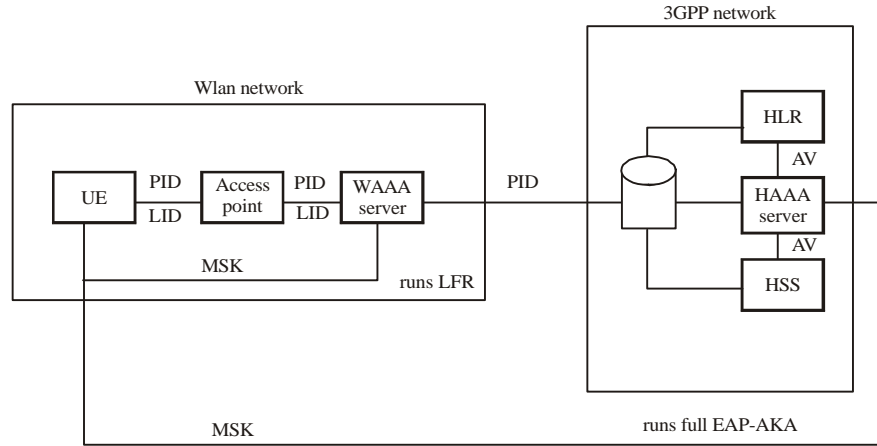 3GPP network
Wlan network
HLR
AV
UE
PID
LID
Access
point
PID
LID
WAAA
server
PID
HAAA
server
AV
HSS
MSK
runs LFR
MSK
runs full EAP-AKA